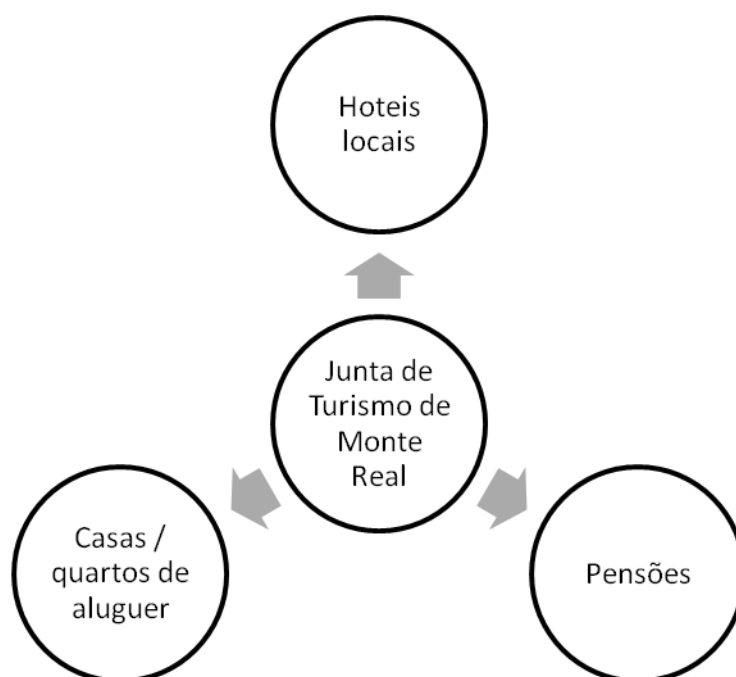 Hoteis
locais
Junta de
Turismo de
Monte
Real
Casas /
quartos de
aluguer
Pensões